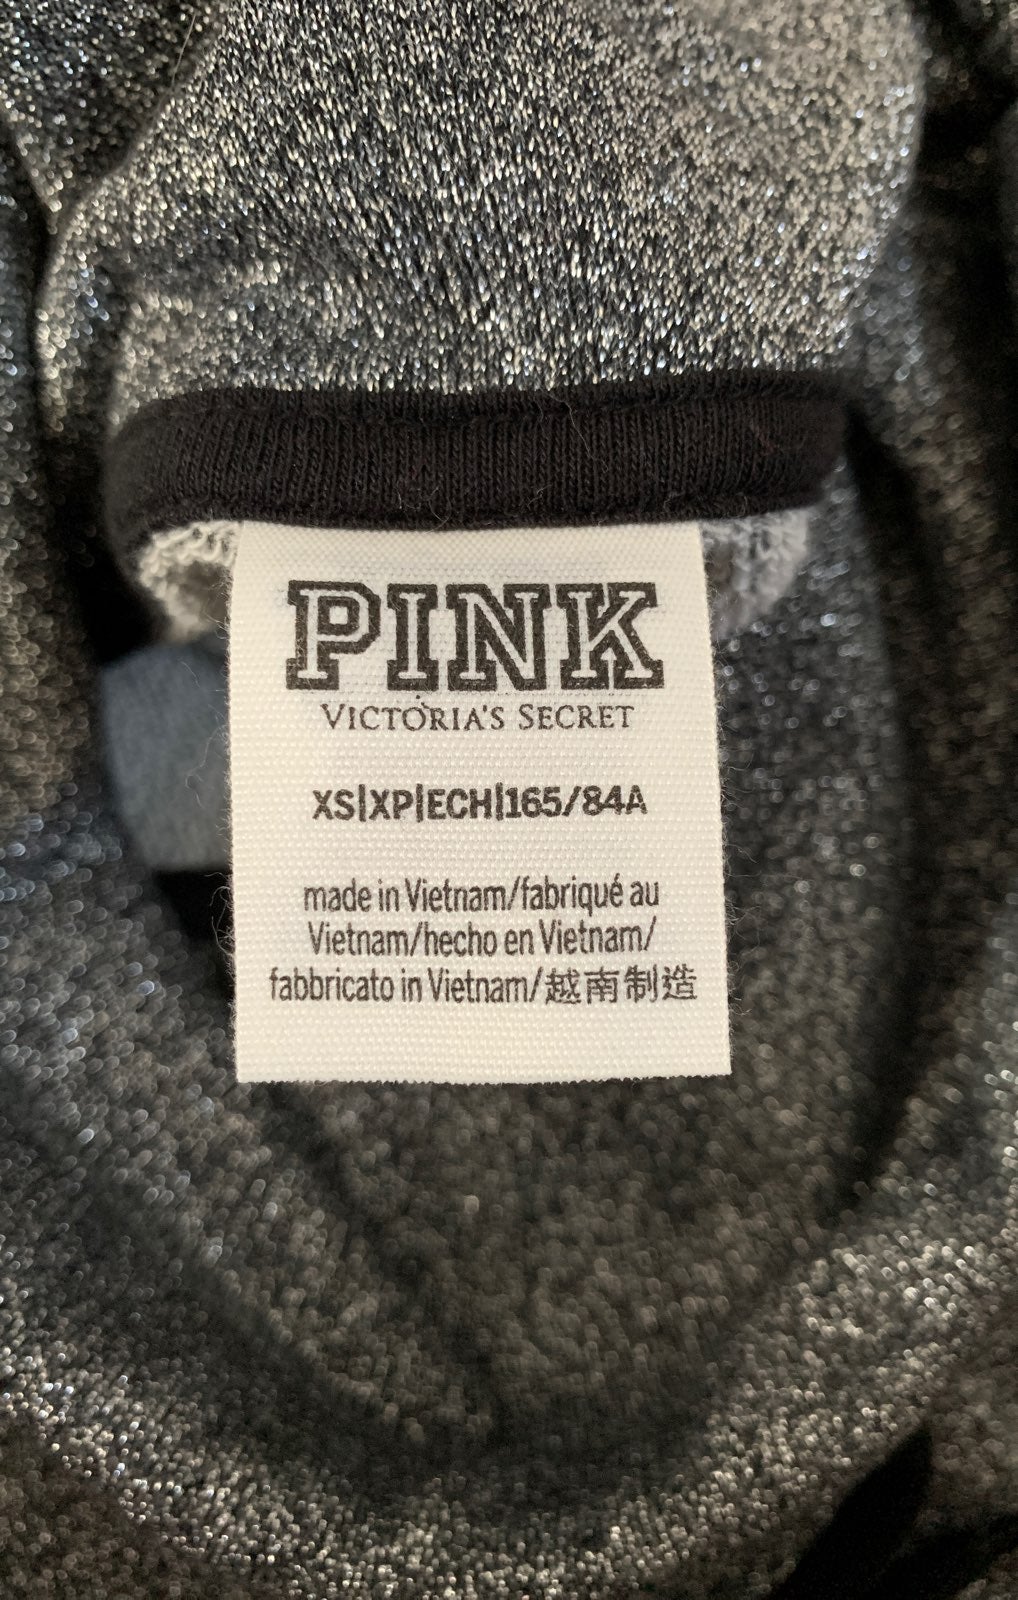 PINK
VICTORIA'S SECRET
XS|XP|ECH|165/84A
made in Vietnam/fabriqué au
Vietnam/hecho en Vietnam/
fabbricato in Vietnam/越南制造